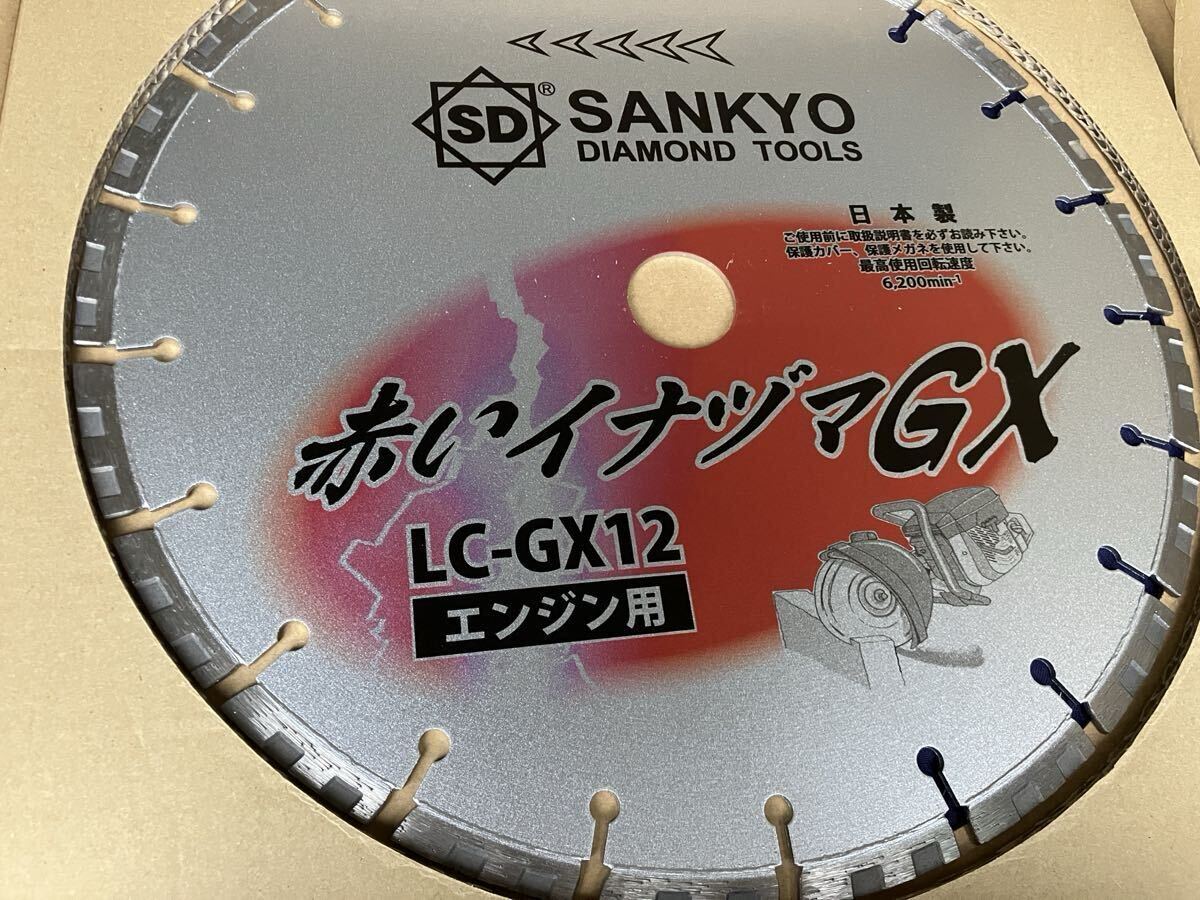 SD®
SANKYO
DIAMOND TOOLS
日本製
ご使用前に取扱説明書を必ずお読み下さい。
保護カバー、保護メガネを使用して下さい。
最高使用回転速度
6,200min-1
赤いイナヅマGX
LC-GX12
エンジン用